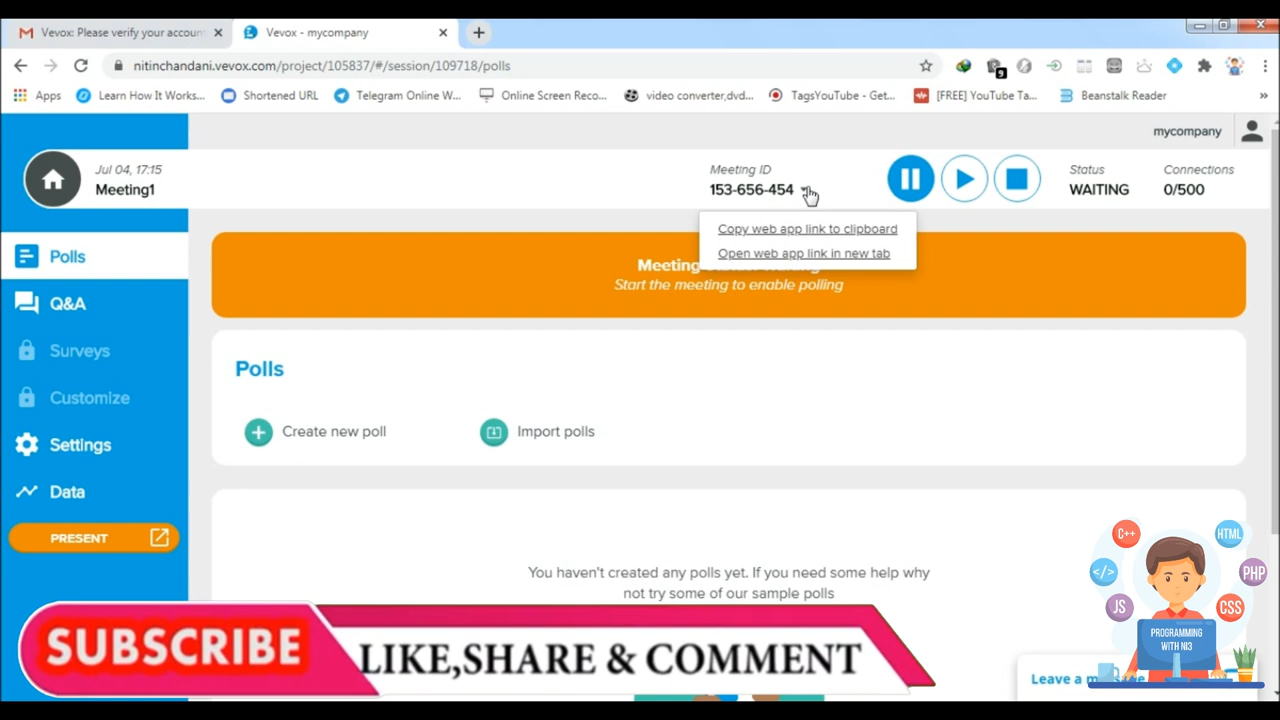 Vevox: Please verify your accoun
Vevox - mycompany
nitinchandani.vevox.com/project/105837/#/session/109718/polls
9
Apps
Learn How It Works...
Shortened URL
Telegram Online W...
Online Screen Reco...
video converter,dvd...
TagsYouTube - Get...
[FREE] YouTube Ta...
Beanstalk Reader
»
mycompany
Jul 04, 17:15
Meeting1
Meeting ID
153-656-454
Status
WAITING
Connections
0/500
Copy web app link to clipboard
Open web app link in new tab
Meeting
Start the meeting to enable polling
Polls
Q&A
Surveys
Customize
Settings
Data
PRESENT
Polls
Create new poll
Import polls
You haven't created any polls yet. If you need some help why
not try some of our sample polls
C++
HTML
</>
PHP
JS
CSS
PROGRAMMING
WITH NI3
SUBSCRIBE
LIKE,SHARE & COMMENT
Leave a